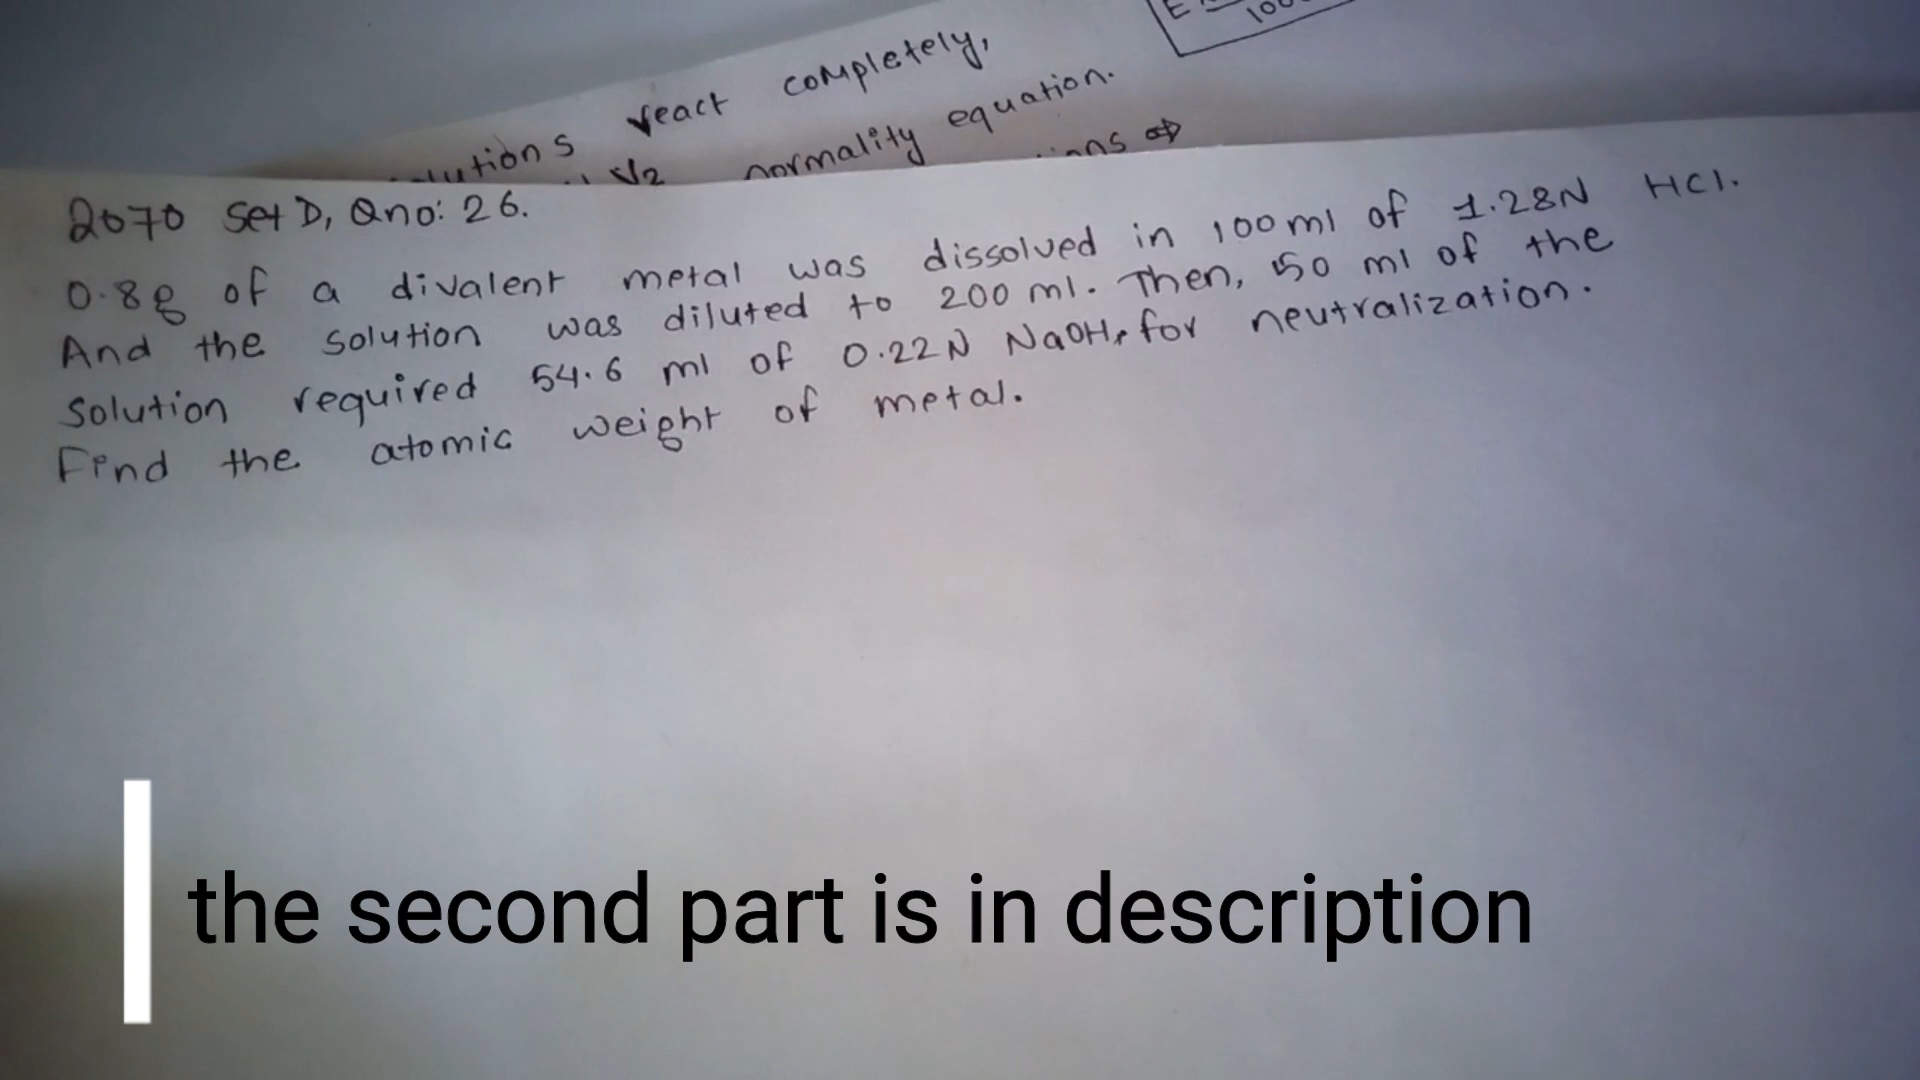 E
100
react completely,
normality equation.
V2
2070 Set D, Qno: 26.
0.8g of a divalent metal was dissolved in 100 ml of 1.28N HCl.
And the solution was diluted to 200 ml. Then, 50 ml of the
solution required 54.6 ml of 0.22N NaOH, for neutralization.
Find the atomic weight of metal.
the second part is in description